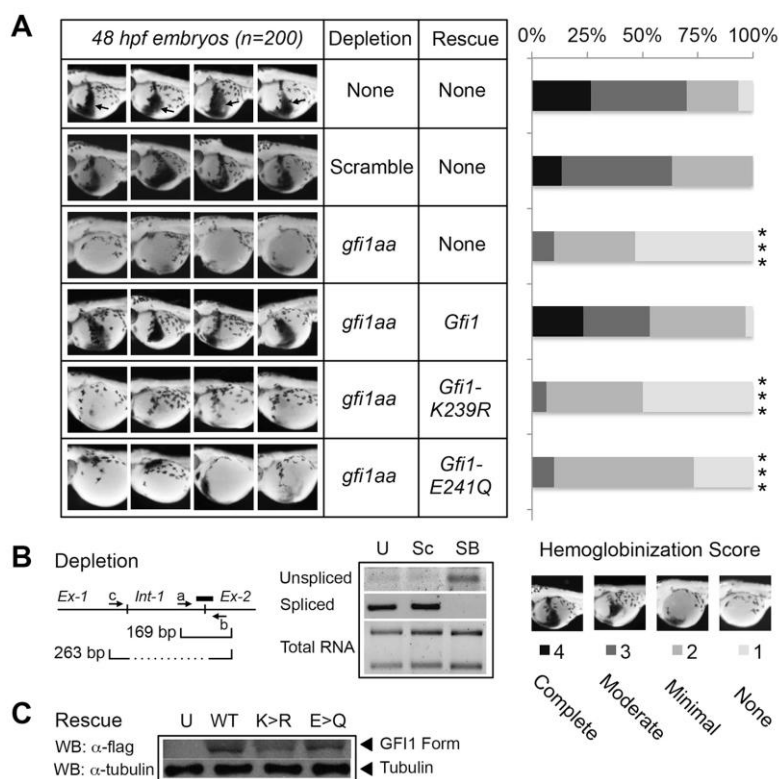 A
48 hpf embryos (n=200)
Depletion
Rescue
0% 25% 50% 75% 100%
None
None
Scramble
None
gfi1aa
None
***
gfi1aa
Gfi1
gfi1aa
Gfi1-
K239R
***
gfi1aa
Gfi1-
E241Q
***
B
Depletion
Ex-1 c Int-1 a Ex-2
b
169 bp
263 bp
U Sc SB
Unspliced
Spliced
Total RNA
Hemoglobinization Score
4 3 2 1
Complete
Moderate
Minimal
None
C
Rescue
U WT K>R E>Q
WB: α-flag
GFI1 Form
WB: α-tubulin
Tubulin